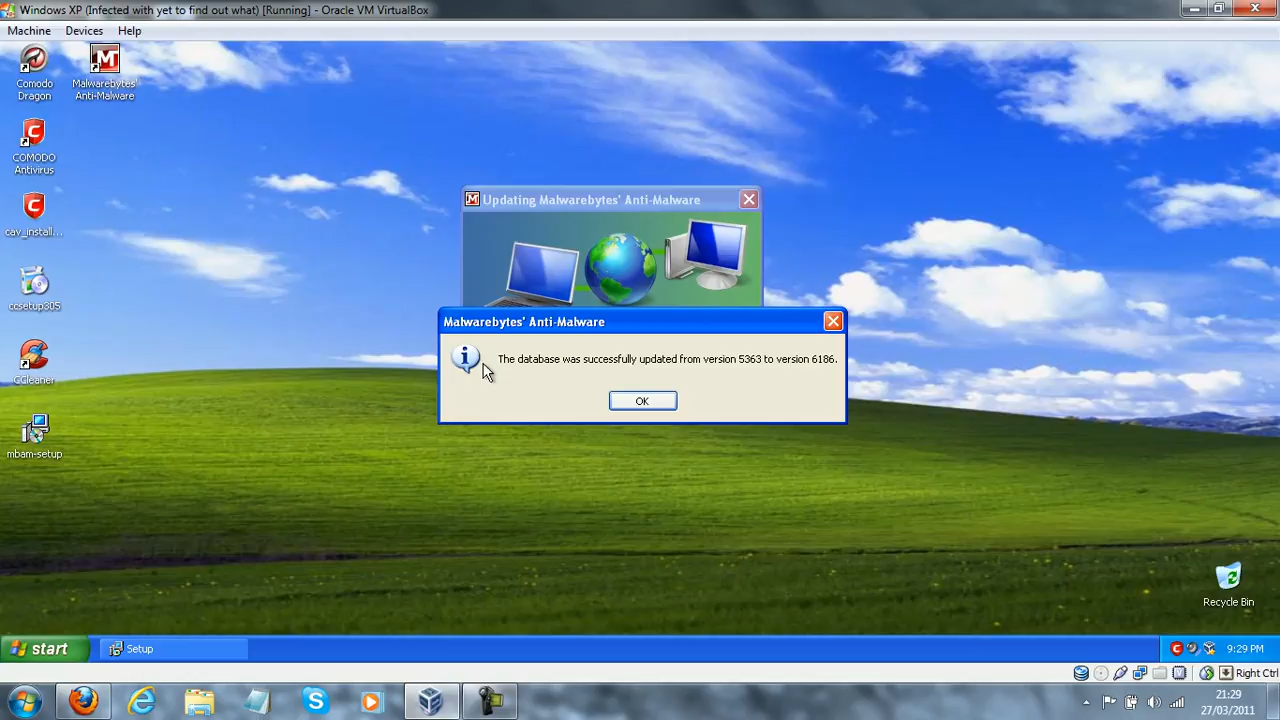 Windows XP (Infected with yet to find out what) [Running] - Oracle VM VirtualBox
Machine Devices Help
Comodo
Dragon
Malwarebytes'
Anti-Malware
COMODO
Antivirus
cav_install...
ccsetup305
CCleaner
mbam-setup
Updating Malwarebytes' Anti-Malware
Malwarebytes' Anti-Malware
The database was successfully updated from version 5363 to version 6186.
OK
Recycle Bin
start
Setup
9:29 PM
Right Ctrl
21:29
27/03/2011